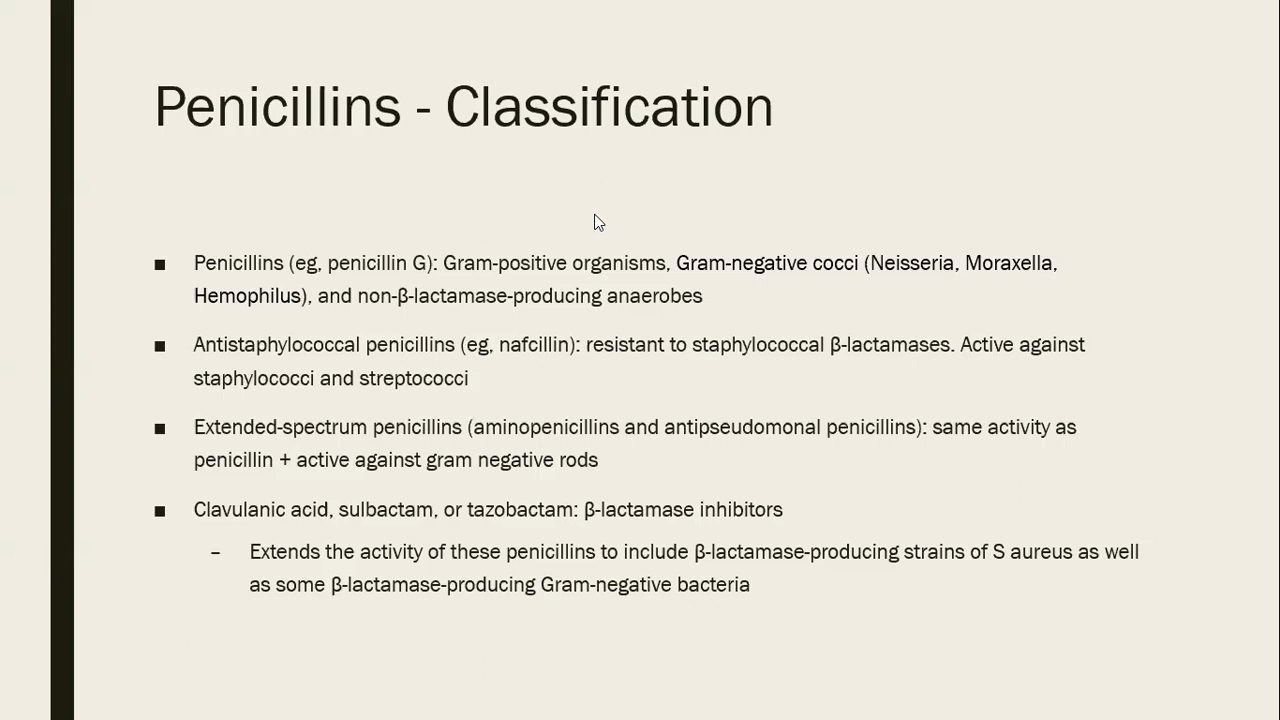 Penicillins - Classification
■ Penicillins (eg, penicillin G): Gram-positive organisms, Gram-negative cocci (Neisseria, Moraxella,
Hemophilus), and non-β-lactamase-producing anaerobes
■ Antistaphylococcal penicillins (eg, nafcillin): resistant to staphylococcal β-lactamases. Active against
staphylococci and streptococci
■ Extended-spectrum penicillins (aminopenicillins and antipseudomonal penicillins): same activity as
penicillin + active against gram negative rods
■ Clavulanic acid, sulbactam, or tazobactam: β-lactamase inhibitors
– Extends the activity of these penicillins to include β-lactamase-producing strains of S aureus as well
as some β-lactamase-producing Gram-negative bacteria